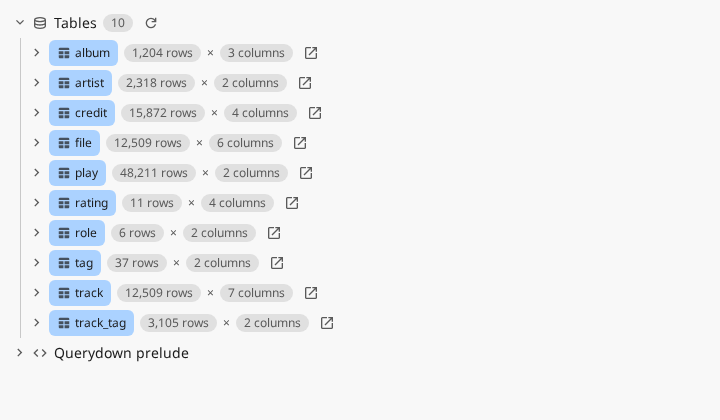 Tables 10
album 1,204 rows × 3 columns
artist 2,318 rows × 2 columns
credit 15,872 rows × 4 columns
file 12,509 rows × 6 columns
play 48,211 rows × 2 columns
rating 11 rows × 4 columns
role 6 rows × 2 columns
tag 37 rows × 2 columns
track 12,509 rows × 7 columns
track_tag 3,105 rows × 2 columns
Querydown prelude